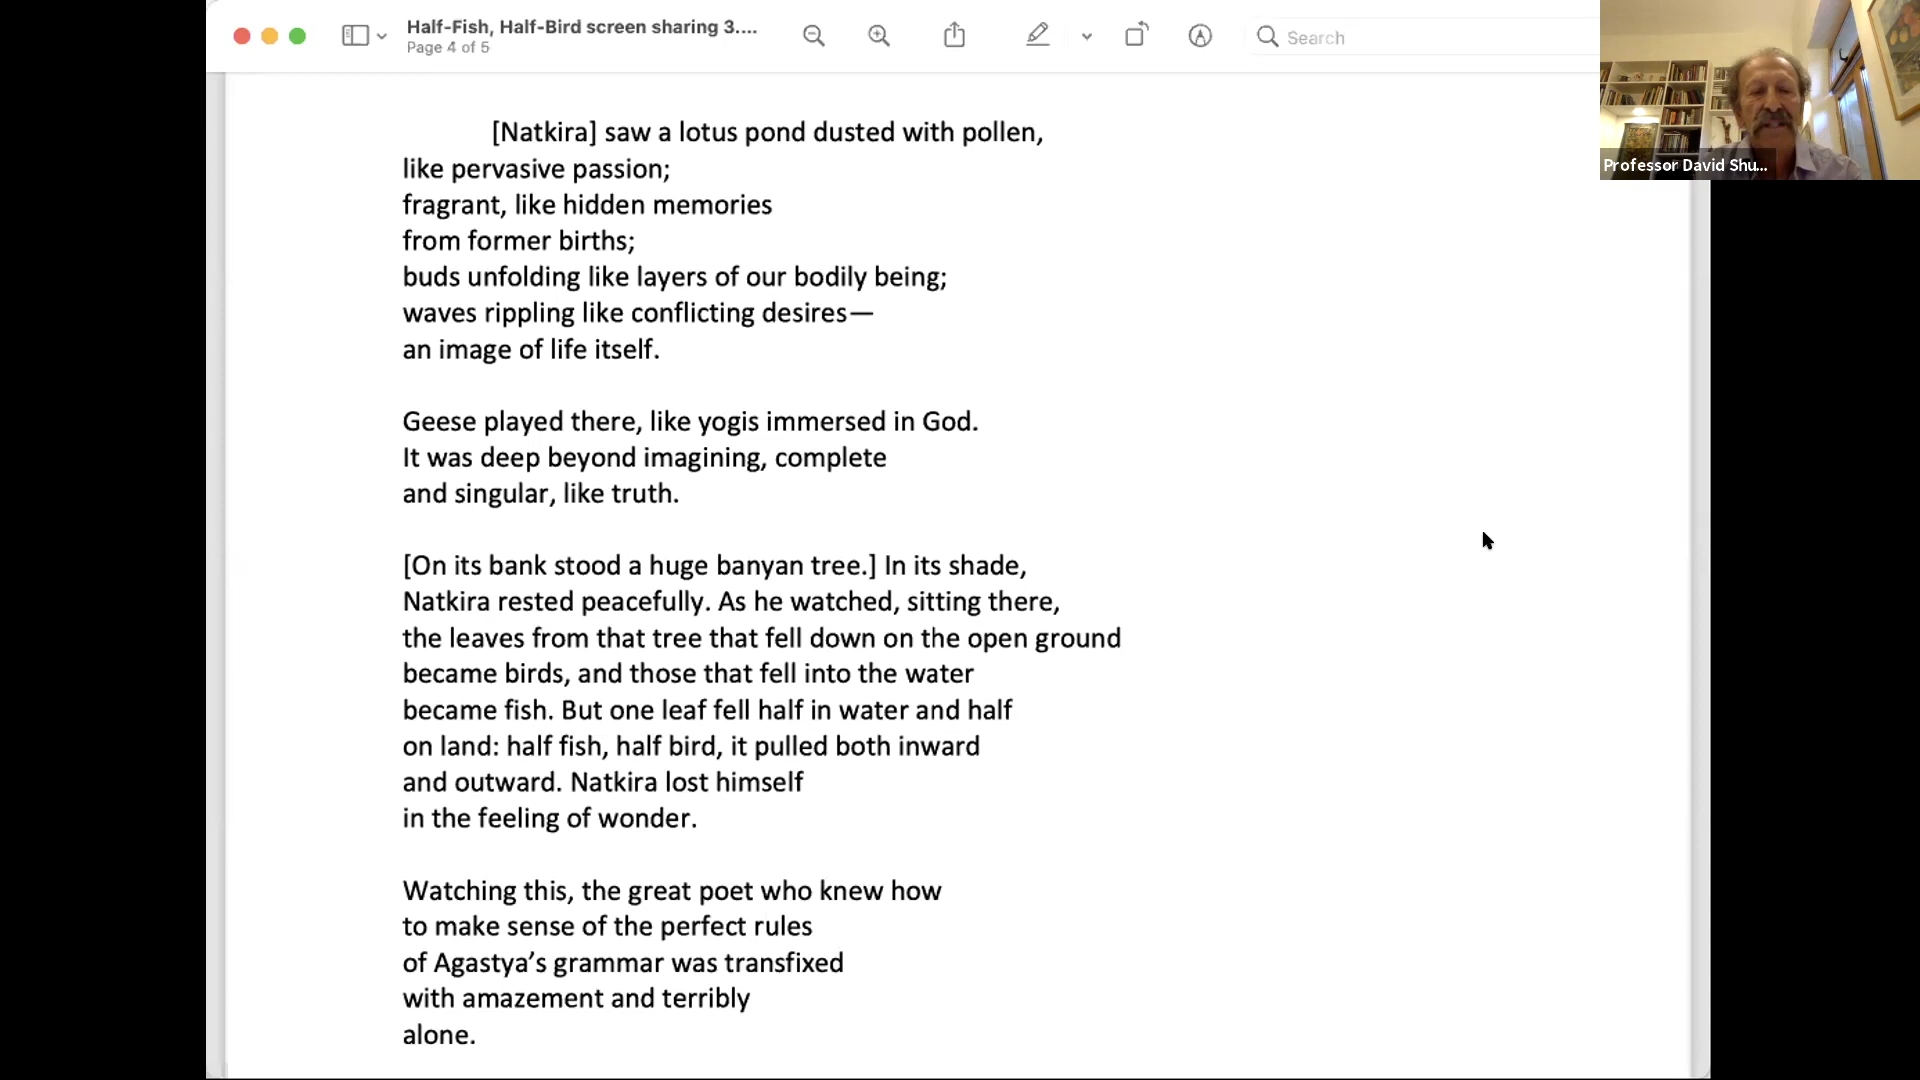 Half-Fish, Half-Bird screen sharing 3....
Page 4 of 5
Search
Professor David Shu...
[Natkira] saw a lotus pond dusted with pollen,
like pervasive passion;
fragrant, like hidden memories
from former births;
buds unfolding like layers of our bodily being;
waves rippling like conflicting desires—
an image of life itself.
Geese played there, like yogis immersed in God.
It was deep beyond imagining, complete
and singular, like truth.
[On its bank stood a huge banyan tree.] In its shade,
Natkira rested peacefully. As he watched, sitting there,
the leaves from that tree that fell down on the open ground
became birds, and those that fell into the water
became fish. But one leaf fell half in water and half
on land: half fish, half bird, it pulled both inward
and outward. Natkira lost himself
in the feeling of wonder.
Watching this, the great poet who knew how
to make sense of the perfect rules
of Agastya’s grammar was transfixed
with amazement and terribly
alone.